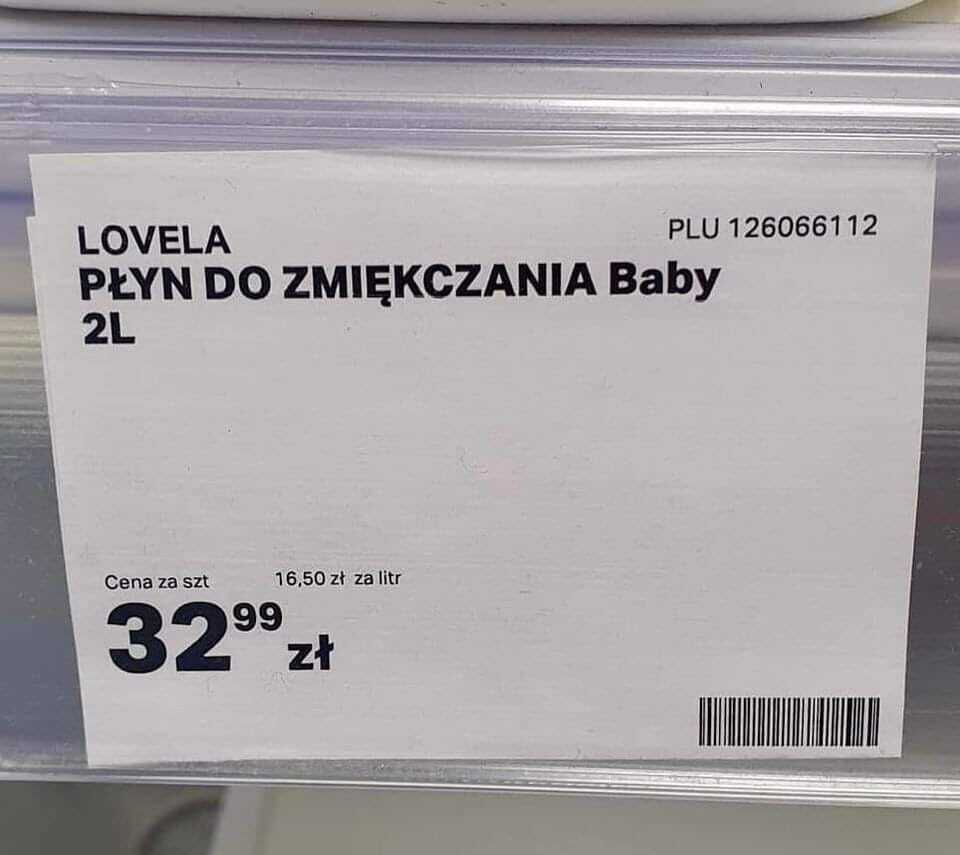 LOVELA
PLU 126066112
PŁYN DO ZMIĘKCZANIA Baby
2L
Cena za szt
16,50 zł za litr
32⁹⁹ zł